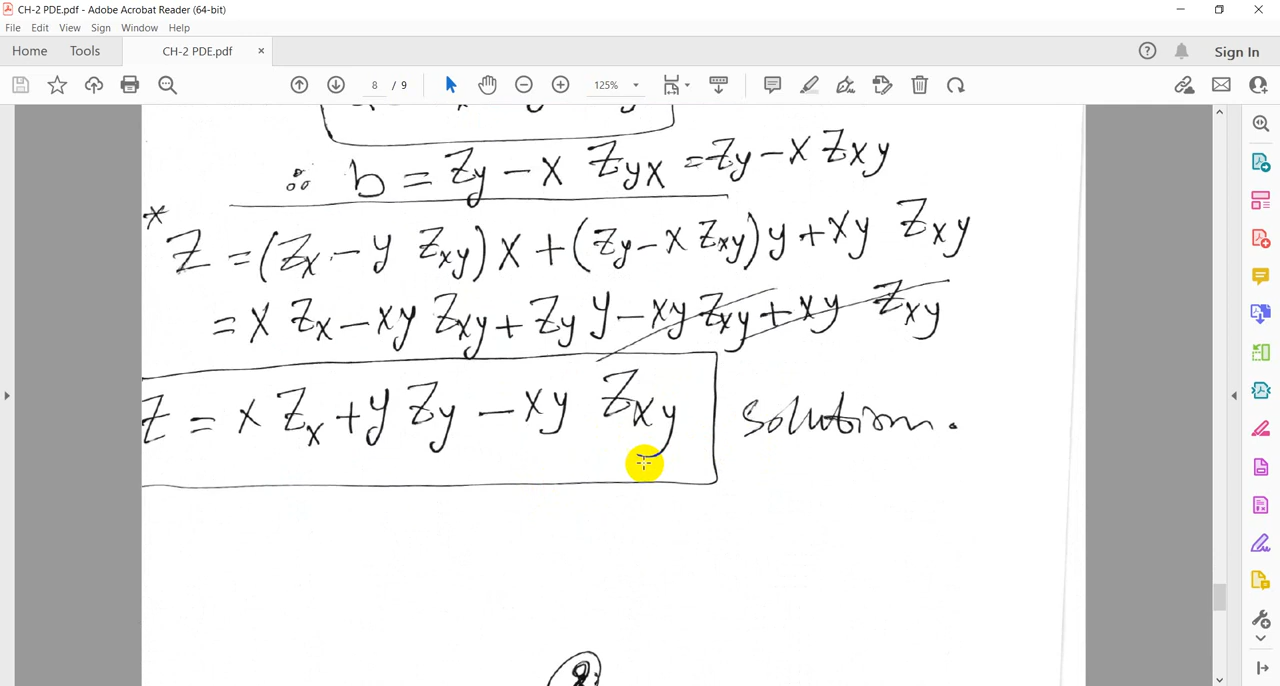 CH-2 PDE.pdf - Adobe Acrobat Reader (64-bit)
File Edit View Sign Window Help
Home Tools CH-2 PDE.pdf × Sign In
8 / 9 125%
∴ b = Zy - x Zyx = Zy - x Zxy
* Z = (Zx - y Zxy) x + (Zy - x Zxy) y + xy Zxy
= x Zx - xy Zxy + Zy y - xy Zxy + xy Zxy
Z = x Zx + y Zy - xy Zxy solution.
8